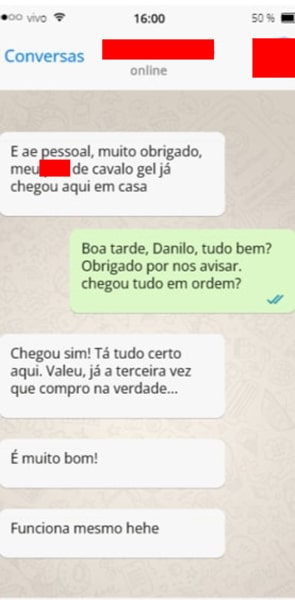 vivo 16:00 50 %
Conversas
online
E ae pessoal, muito obrigado,
meu de cavalo gel já
chegou aqui em casa
Boa tarde, Danilo, tudo bem?
Obrigado por nos avisar.
chegou tudo em ordem?
Chegou sim! Tá tudo certo
aqui. Valeu, já a terceira vez
que compro na verdade...
É muito bom!
Funciona mesmo hehe